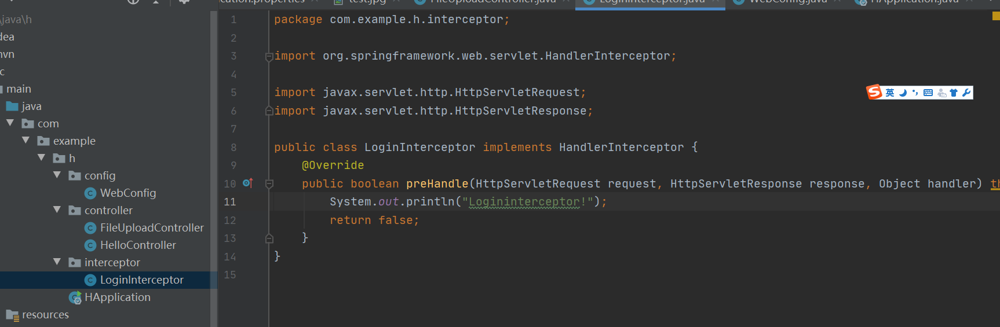 cation.properties
test.jpg
FileUploadController.java
LoginInterceptor.java
WebConfig.java
HApplication.java
\java\h
dea
nvn
c
main
java
com
example
h
config
WebConfig
controller
FileUploadController
HelloController
interceptor
LoginInterceptor
HApplication
resources
1 package com.example.h.interceptor;
2
3 import org.springframework.web.servlet.HandlerInterceptor;
4
5 import javax.servlet.http.HttpServletRequest;
6 import javax.servlet.http.HttpServletResponse;
7
8 public class LoginInterceptor implements HandlerInterceptor {
9 @Override
10 public boolean preHandle(HttpServletRequest request, HttpServletResponse response, Object handler) th
11 System.out.println("Logininterceptor!");
12 return false;
13 }
14 }
15
S 英